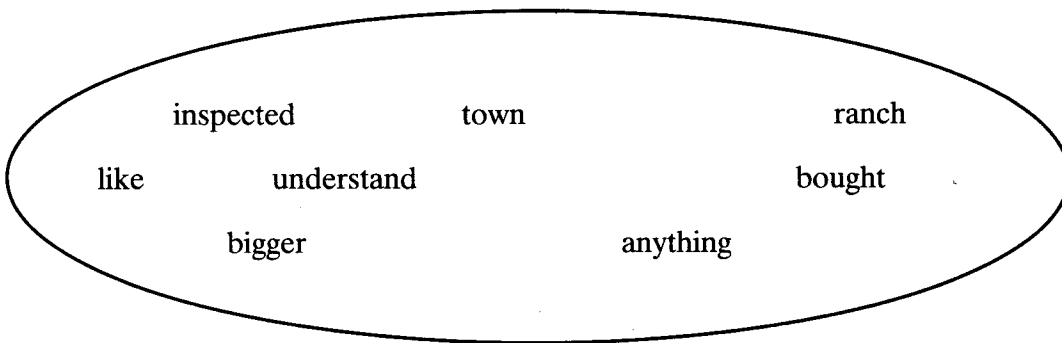 inspected town ranch
like understand bought
bigger anything